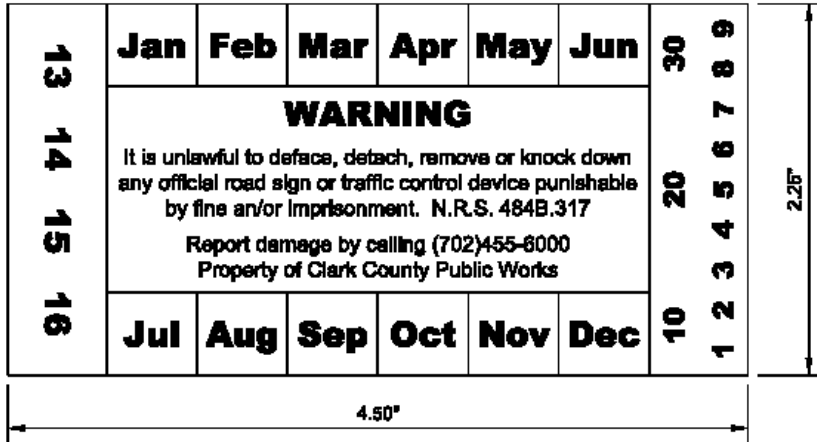 Jan Feb Mar Apr May Jun
13
14
15
16
WARNING
It is unlawful to deface, detach, remove or knock down
any official road sign or traffic control device punishable
by fine an/or imprisonment. N.R.S. 484B.317
Report damage by calling (702)455-6000
Property of Clark County Public Works
Jul Aug Sep Oct Nov Dec
10 20 30
1 2 3 4 5 6 7 8 9
2.25"
4.50"